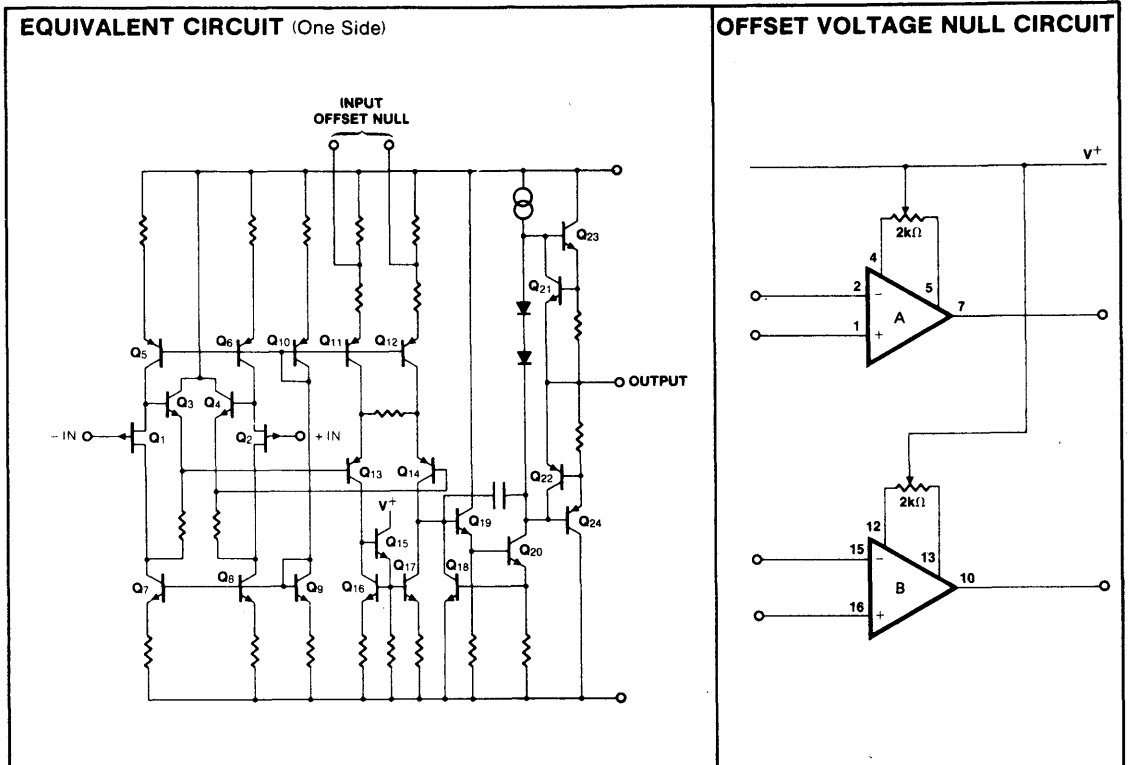 EQUIVALENT CIRCUIT (One Side)
INPUT
OFFSET NULL
Q23
Q21
Q5
Q6
Q10
Q11
Q12
OUTPUT
Q3
Q4
- IN
Q1
Q2
+ IN
Q13
Q14
Q22
V+
Q19
Q24
Q15
Q20
Q7
Q8
Q9
Q16
Q17
Q18
OFFSET VOLTAGE NULL CIRCUIT
V+
2kΩ
4
2
-
5
7
A
1
+
2kΩ
12
15
-
13
10
B
16
+